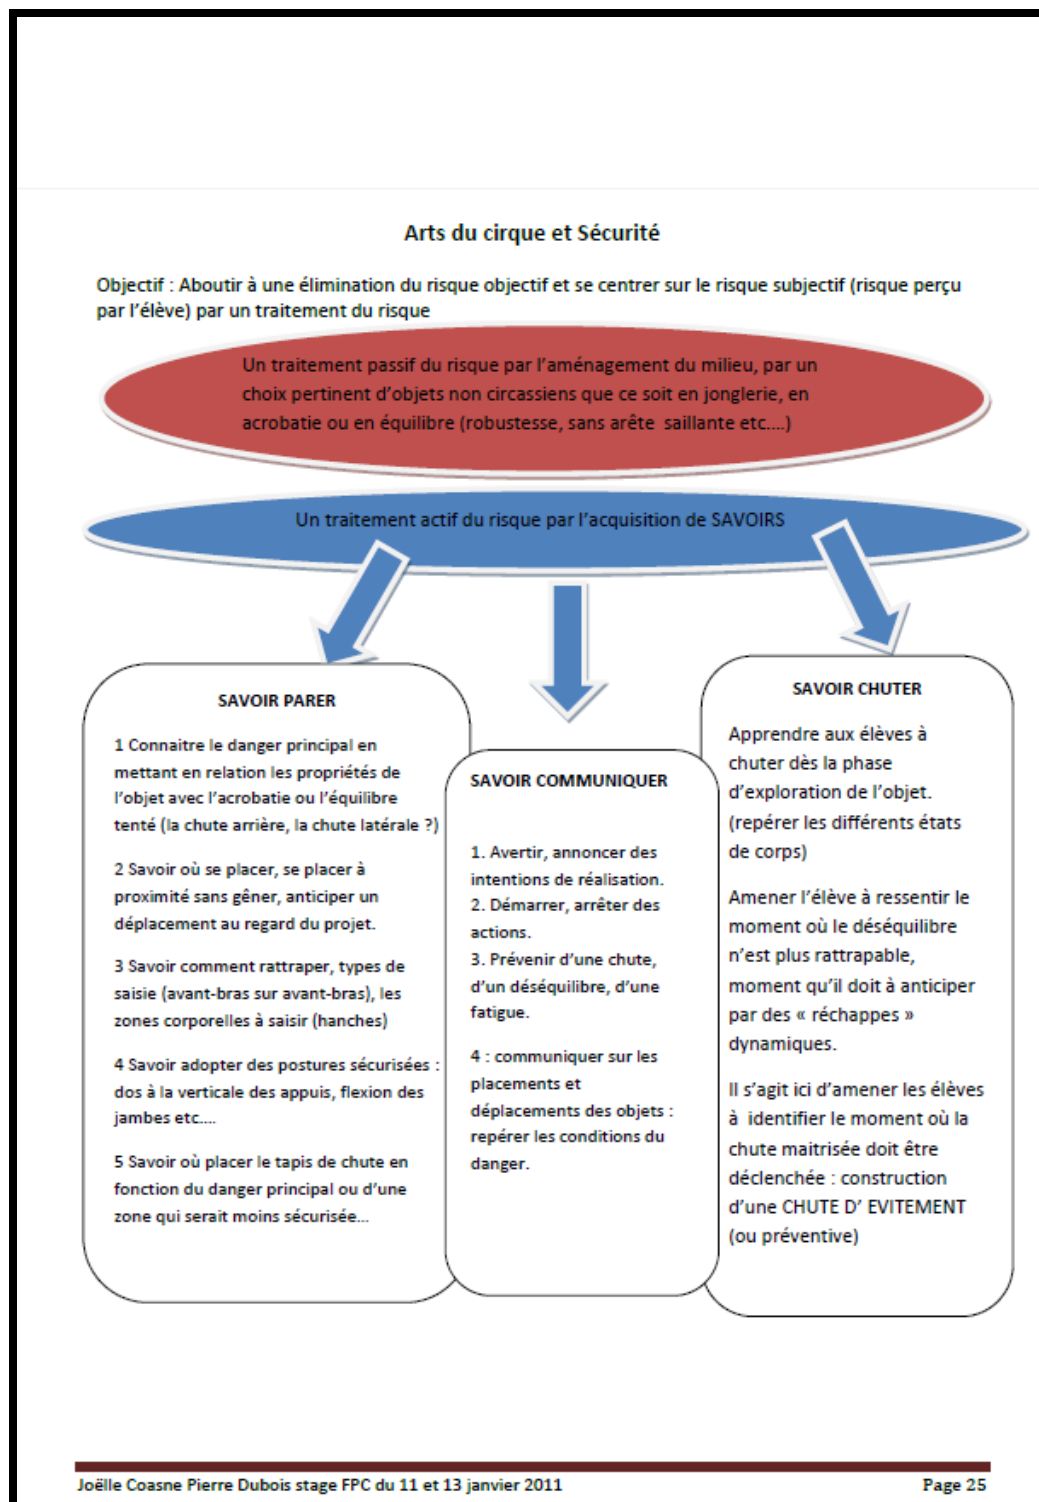 Arts du cirque et Sécurité
Objectif : Aboutir à une élimination du risque objectif et se centrer sur le risque subjectif (risque perçu
par l'élève) par un traitement du risque
Un traitement passif du risque par l'aménagement du milieu, par un
choix pertinent d'objets non circassiens que ce soit en jonglerie, en
acrobatie ou en équilibre (robustesse, sans arête saillante etc....)
Un traitement actif du risque par l'acquisition de SAVOIRS
SAVOIR PARER
1 Connaitre le danger principal en
mettant en relation les propriétés de
l'objet avec l'acrobatie ou l'équilibre
tenté (la chute arrière, la chute latérale ?)
2 Savoir où se placer, se placer à
proximité sans gêner, anticiper un
déplacement au regard du projet.
3 Savoir comment rattraper, types de
saisie (avant-bras sur avant-bras), les
zones corporelles à saisir (hanches)
4 Savoir adopter des postures sécurisées :
dos à la verticale des appuis, flexion des
jambes etc....
5 Savoir où placer le tapis de chute en
fonction du danger principal ou d'une
zone qui serait moins sécurisée...
SAVOIR COMMUNIQUER
1. Avertir, annoncer des
intentions de réalisation.
2. Démarrer, arrêter des
actions.
3. Prévenir d'une chute,
d'un déséquilibre, d'une
fatigue.
4 : communiquer sur les
placements et
déplacements des objets :
repérer les conditions du
danger.
SAVOIR CHUTER
Apprendre aux élèves à
chuter dès la phase
d'exploration de l'objet.
(repérer les différents états
de corps)
Amener l'élève à ressentir le
moment où le déséquilibre
n'est plus rattrapable,
moment qu'il doit à anticiper
par des « réchappes »
dynamiques.
Il s'agit ici d'amener les élèves
à identifier le moment où la
chute maitrisée doit être
déclenchée : construction
d'une CHUTE D' EVITEMENT
(ou préventive)
Joëlle Coasne Pierre Dubois stage FPC du 11 et 13 janvier 2011 Page 25